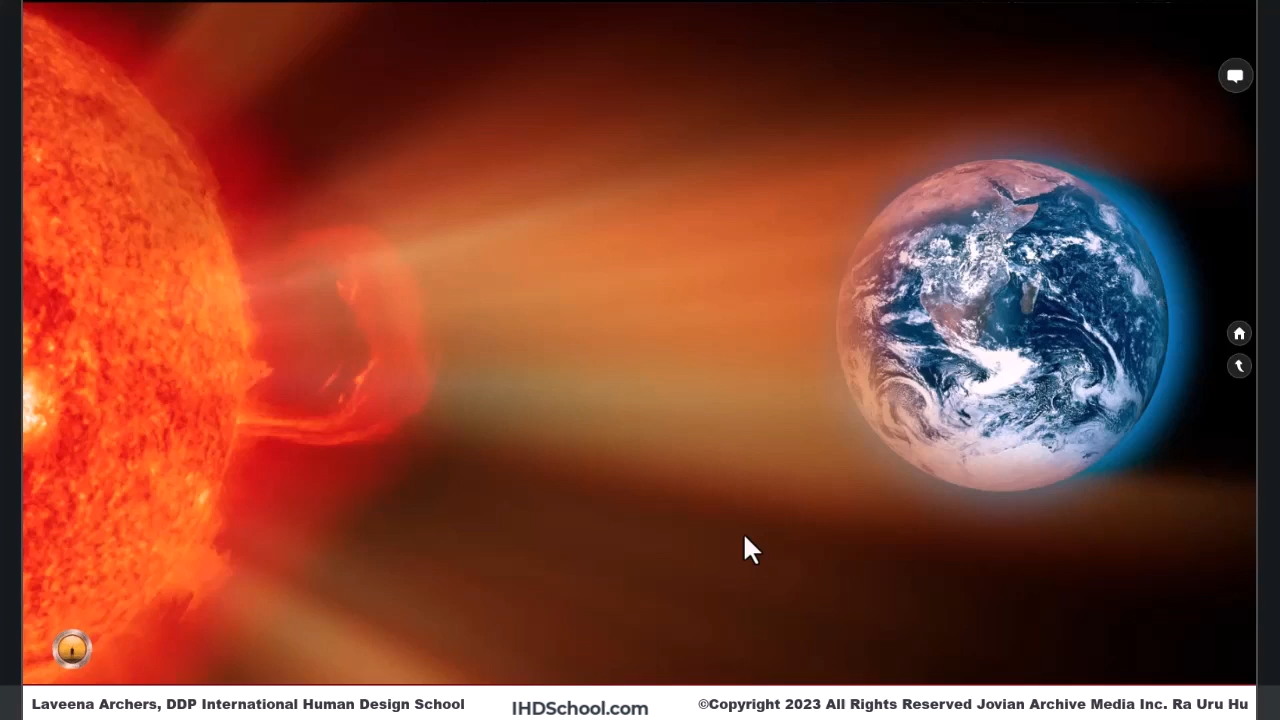 Laveena Archers, DDP International Human Design School
IHDSchool.com
©Copyright 2023 All Rights Reserved Jovian Archive Media Inc. Ra Uru Hu